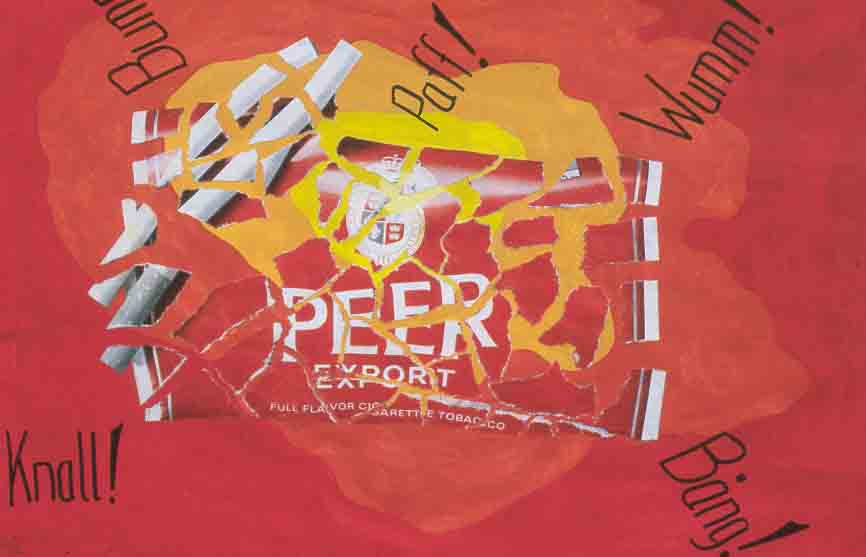 Bum
Paff!
Wumm!
PEER
EXPORT
FULL FLAVOR CIGARETTE TOBACCO
Knall!
Bäng!